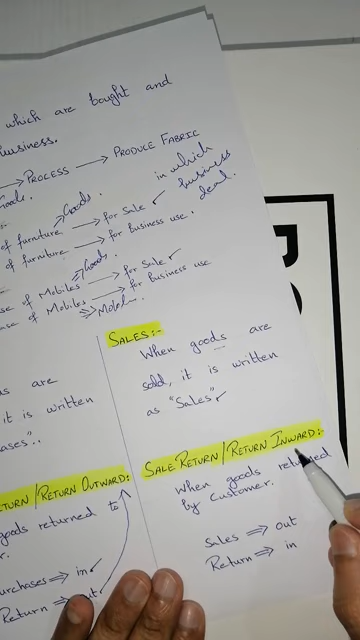 which are bought and
business.
→ PROCESS → PRODUCE FABRIC
Goods.
Goods.
in which
business
deal.
of furniture → for Sale ✓
of furniture → for business use.
Goods.
of Mobiles → for Sale ✓
of Mobiles → for Business use
are
it is written
ases"..
RETURN / RETURN OUTWARD:
goods returned to
urchases ⇒ in ✓
Return ⇒ out
SALES:-
When goods are
sold, it is written
as "Sales" ✓
SALE RETURN / RETURN INWARD:-
When goods returned
by customer.
Sales ⇒ out
Return ⇒ in